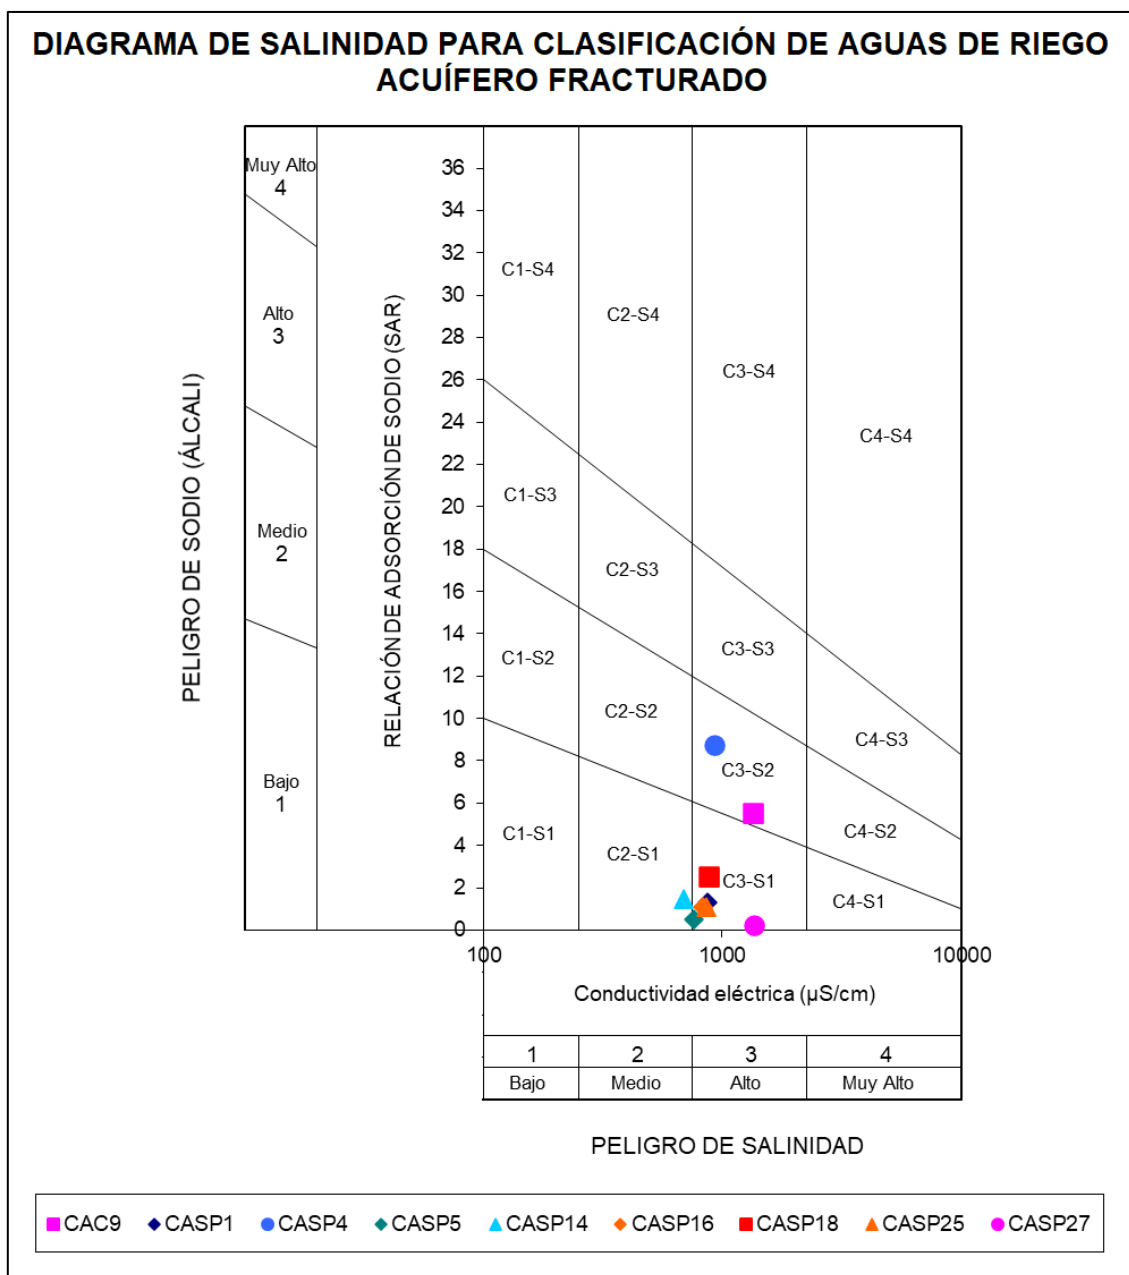 DIAGRAMA DE SALINIDAD PARA CLASIFICACIÓN DE AGUAS DE RIEGO
ACUÍFERO FRACTURADO
PELIGRO DE SODIO (ÁLCALI)
Muy Alto
4
Alto
3
Medio
2
Bajo
1
RELACIÓN DE ADSORCIÓN DE SODIO (SAR)
36
34
32
30
28
26
24
22
20
18
16
14
12
10
8
6
4
2
0
C1-S4
C2-S4
C3-S4
C4-S4
C1-S3
C2-S3
C3-S3
C4-S3
C1-S2
C2-S2
C3-S2
C4-S2
C1-S1
C2-S1
C3-S1
C4-S1
100
1000
10000
Conductividad eléctrica (µS/cm)
1 2 3 4
Bajo Medio Alto Muy Alto
PELIGRO DE SALINIDAD
CAC9 CASP1 CASP4 CASP5 CASP14 CASP16 CASP18 CASP25 CASP27